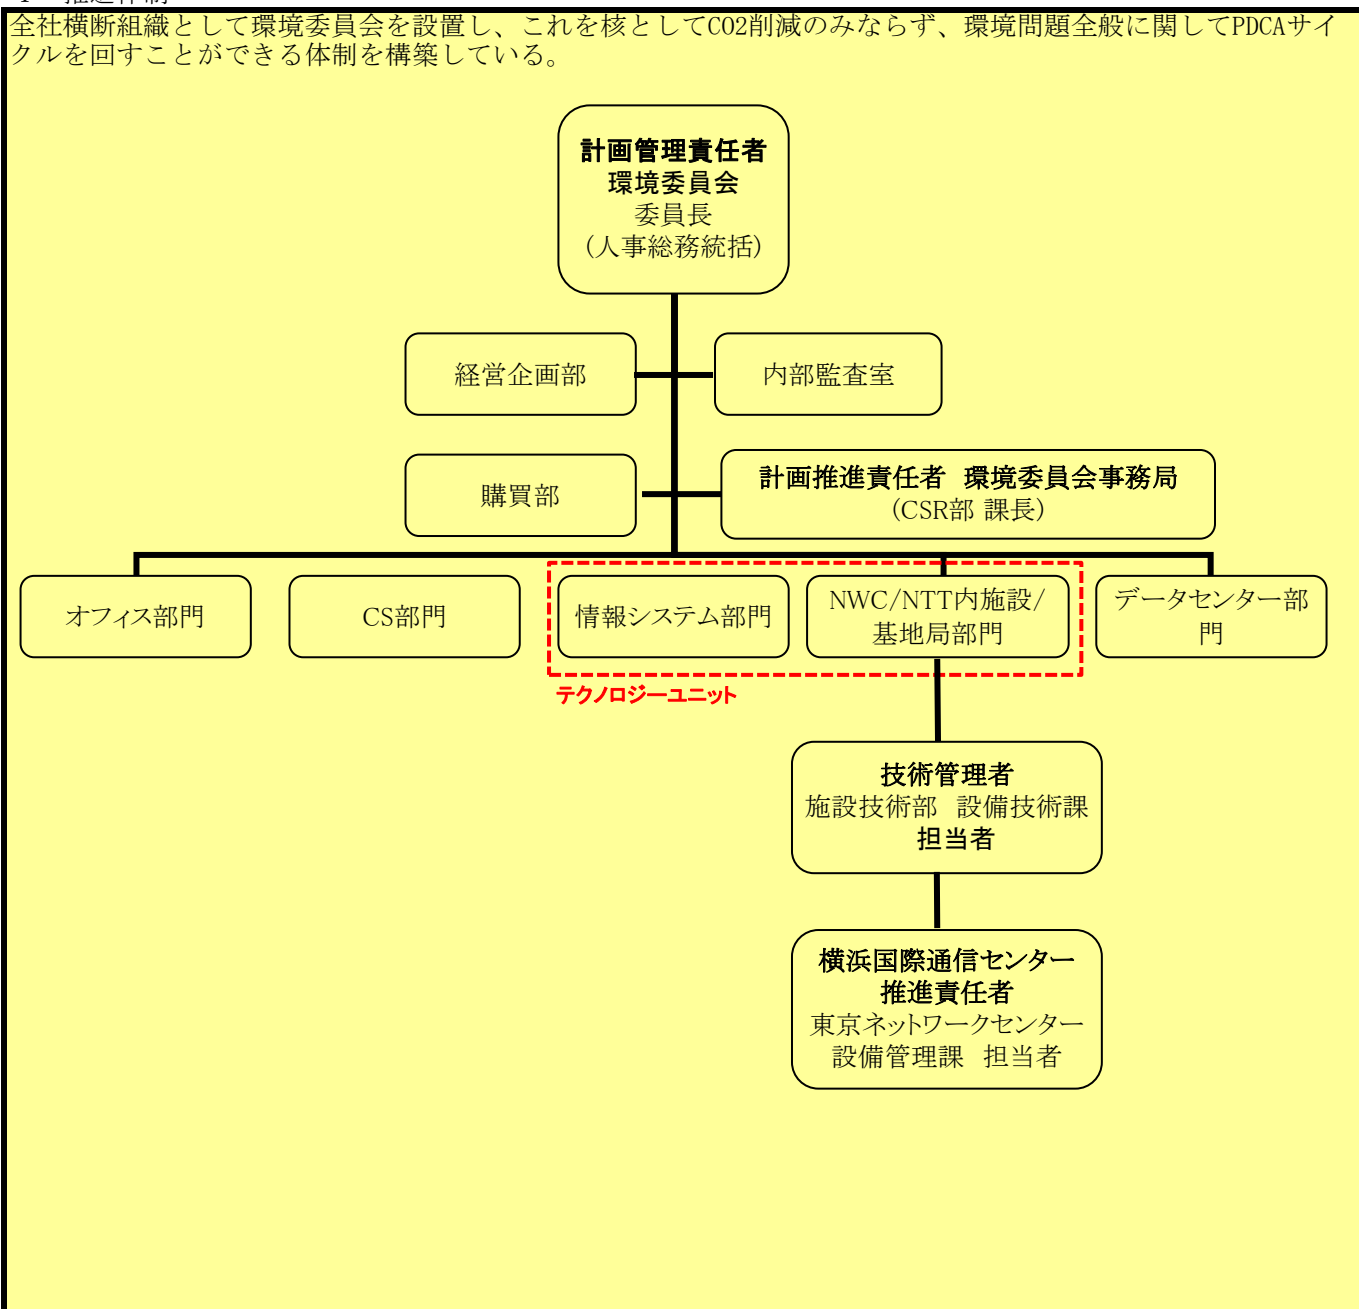 全社横断組織として環境委員会を設置し、これを核としてCO2削減のみならず、環境問題全般に関してPDCAサイ
クルを回すことができる体制を構築している。
計画管理責任者
環境委員会
委員長
(人事総務統括)
経営企画部
内部監査室
購買部
計画推進責任者 環境委員会事務局
(CSR部 課長)
オフィス部門
CS部門
情報システム部門
NWC/NTT内施設/
基地局部門
データセンター部
門
テクノロジーユニット
技術管理者
施設技術部 設備技術課
担当者
横浜国際通信センター
推進責任者
東京ネットワークセンター
設備管理課 担当者